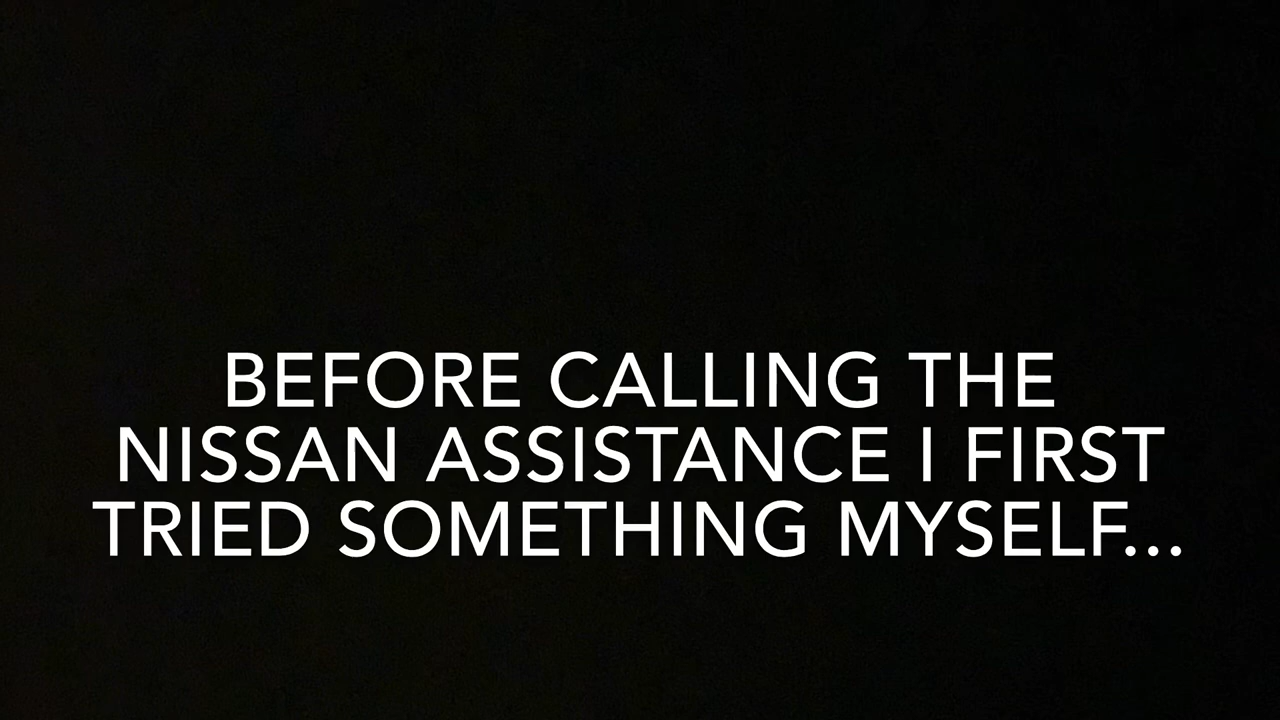 BEFORE CALLING THE
NISSAN ASSISTANCE I FIRST
TRIED SOMETHING MYSELF...